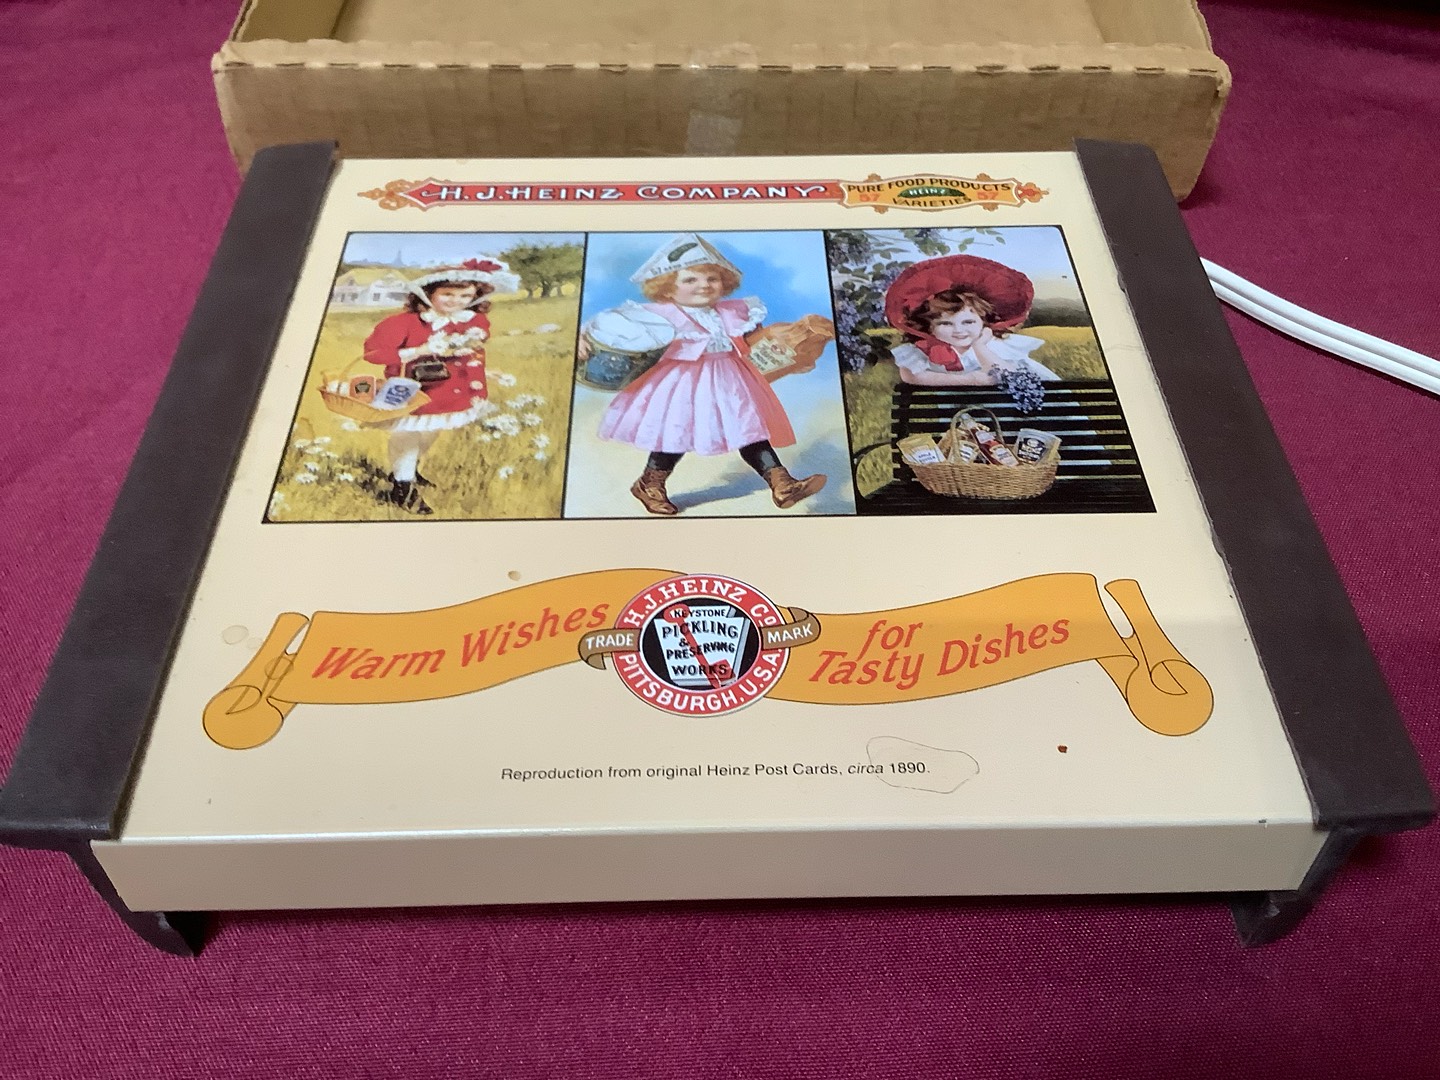 H.J. HEINZ COMPANY
PURE FOOD PRODUCTS
57 HEINZ 57
VARIETIES
57
Warm Wishes
for
Tasty Dishes
H.J. HEINZ Co.
TRADE MARK
KEYSTONE
PICKLING
&
PRESERVING
WORKS
PITTSBURGH, U.S.A.
Reproduction from original Heinz Post Cards, circa 1890.